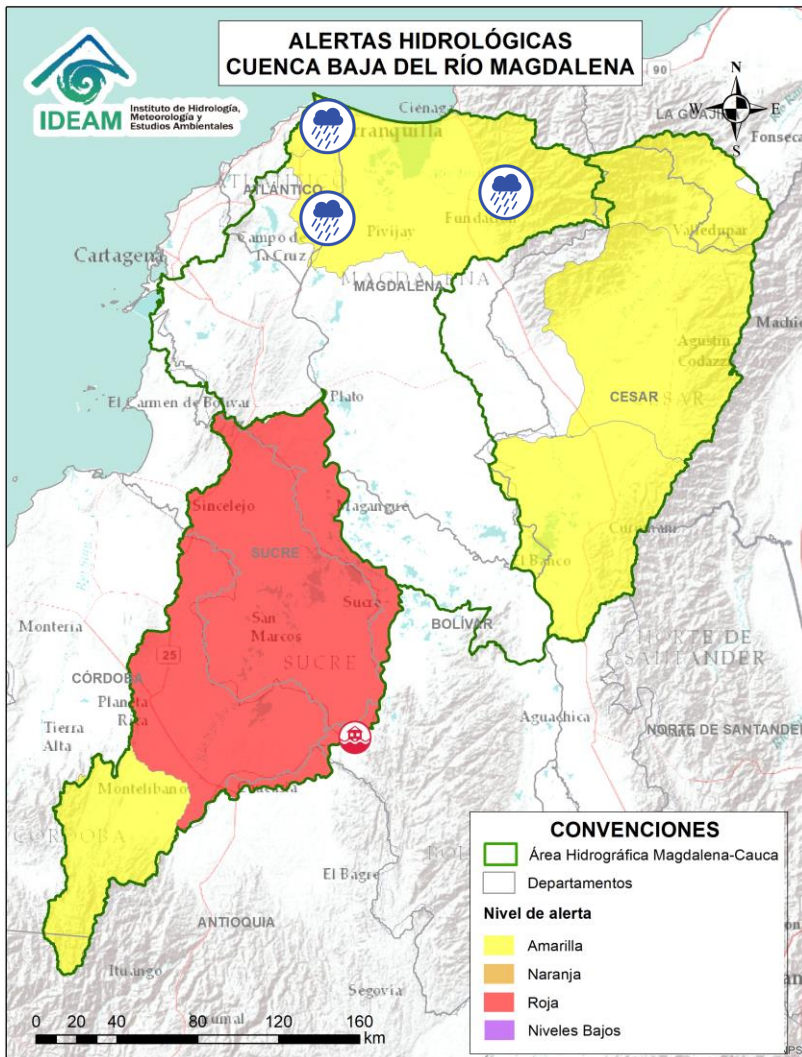 ALERTAS HIDROLÓGICAS
CUENCA BAJA DEL RÍO MAGDALENA
IDEAM
Instituto de Hidrología,
Meteorología y
Estudios Ambientales
90
N
W
E
S
Ciénaga
LA GUAJIRA
Fonseca
ATLÁNTICO
Pivijay
Fundación
Valledupar
Cartagena
Campo de
la Cruz
MAGDALENA
MAGDALENA
Agustín
Codazzi
CESAR
El Carmen de Bolívar
Plato
Sincelejo
Magangué
SUCRE
Curumaní
El Banco
Sucre
San
Marcos
BOLÍVAR
Montería
25
SUCRE
NORTE DE
SANTANDER
CÓRDOBA
Planeta
Rica
Tierra
Alta
Aguachica
NORTE DE SANTANDER
Montelíbano
CÓRDOBA
El Bagre
ANTIOQUIA
Ituango
Segovia
CONVENCIONES
Área Hidrográfica Magdalena-Cauca
Departamentos
Nivel de alerta
Amarilla
Naranja
Roja
Niveles Bajos
0 40 80 120 160
km